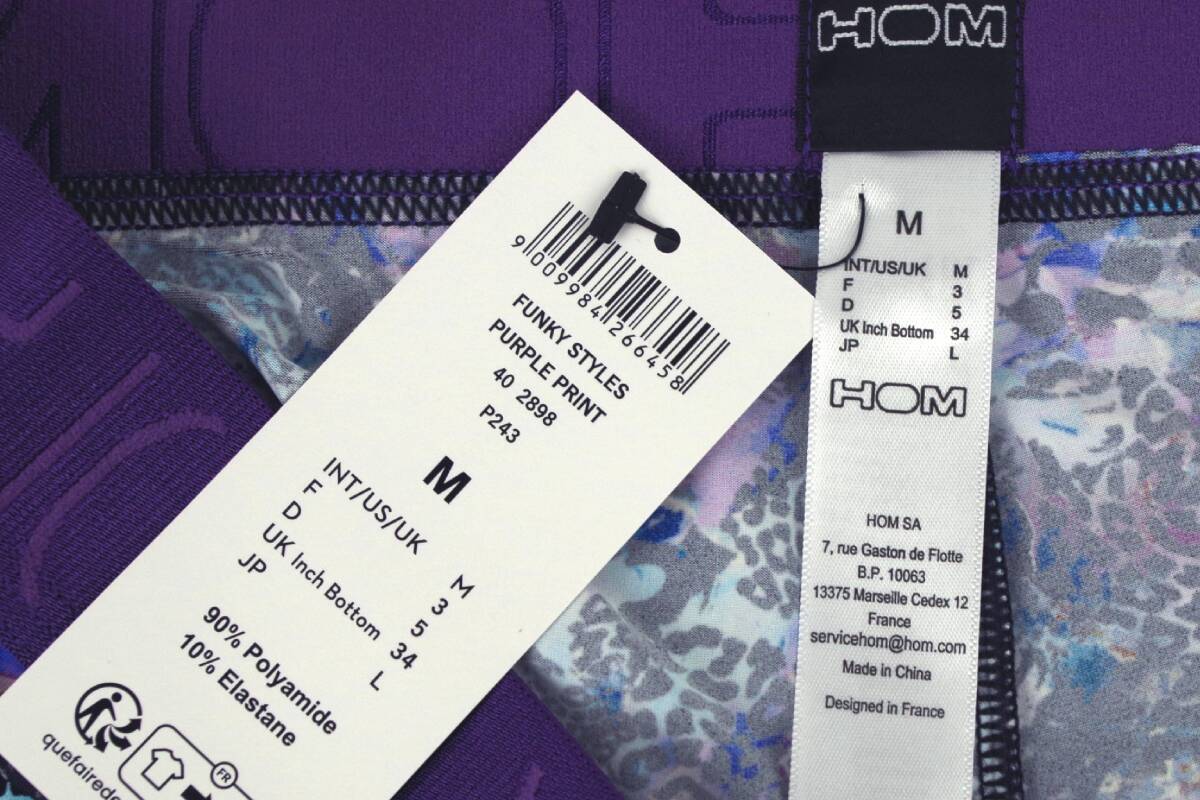 HOM
9 009984 266458
FUNKY STYLES
PURPLE PRINT
40 2898
P243
M
INT/US/UK M
F 3
D 5
UK Inch Bottom 34
JP L
90% Polyamide
10% Elastane
FR
M
INT/US/UK M
F 3
D 5
UK Inch Bottom 34
JP L
HOM
HOM SA
7, rue Gaston de Flotte
B.P. 10063
13375 Marseille Cedex 12
France
servicehom@hom.com
Made in China
Designed in France